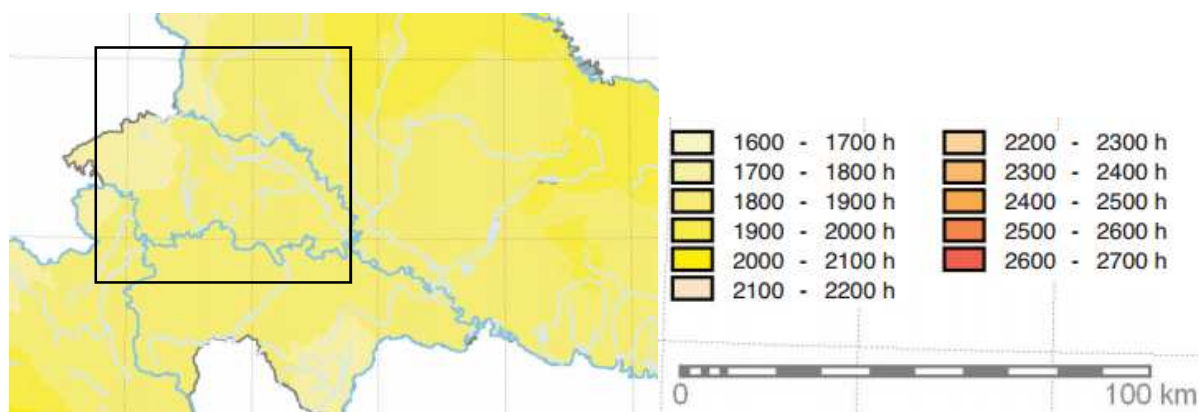 1600 - 1700 h
1700 - 1800 h
1800 - 1900 h
1900 - 2000 h
2000 - 2100 h
2100 - 2200 h
2200 - 2300 h
2300 - 2400 h
2400 - 2500 h
2500 - 2600 h
2600 - 2700 h
0 100 km